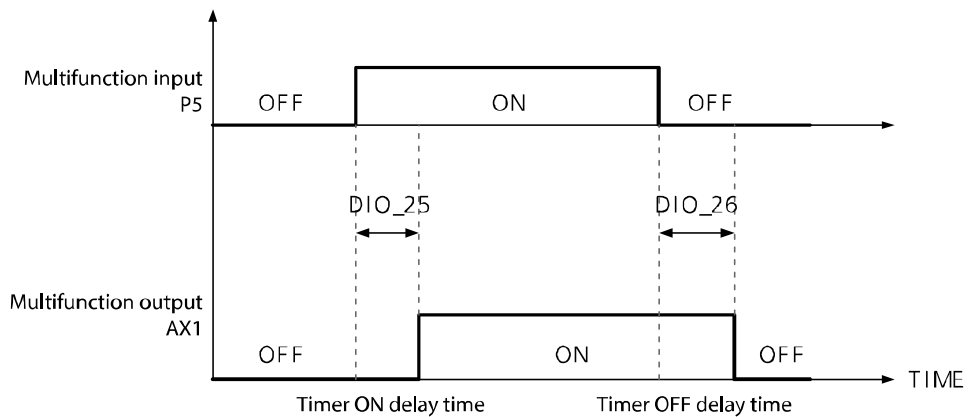 Multifunction input
P5
OFF
ON
OFF
DIO_25
DIO_26
Multifunction output
AX1
OFF
ON
OFF
TIME
Timer ON delay time
Timer OFF delay time